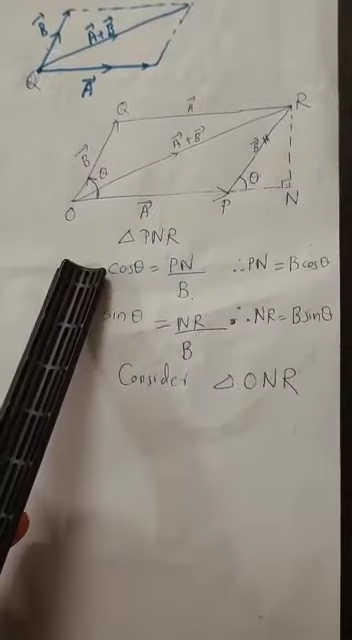 B⃗
A⃗+B⃗
Q
A⃗
Q
A⃗
R
B⃗
A⃗+B⃗
B⃗
θ
θ
O
A⃗
P
N
△ PNR
cosθ = PN/B ∴PN = Bcosθ
sinθ = NR/B ∴NR = Bsinθ
Consider △ ONR